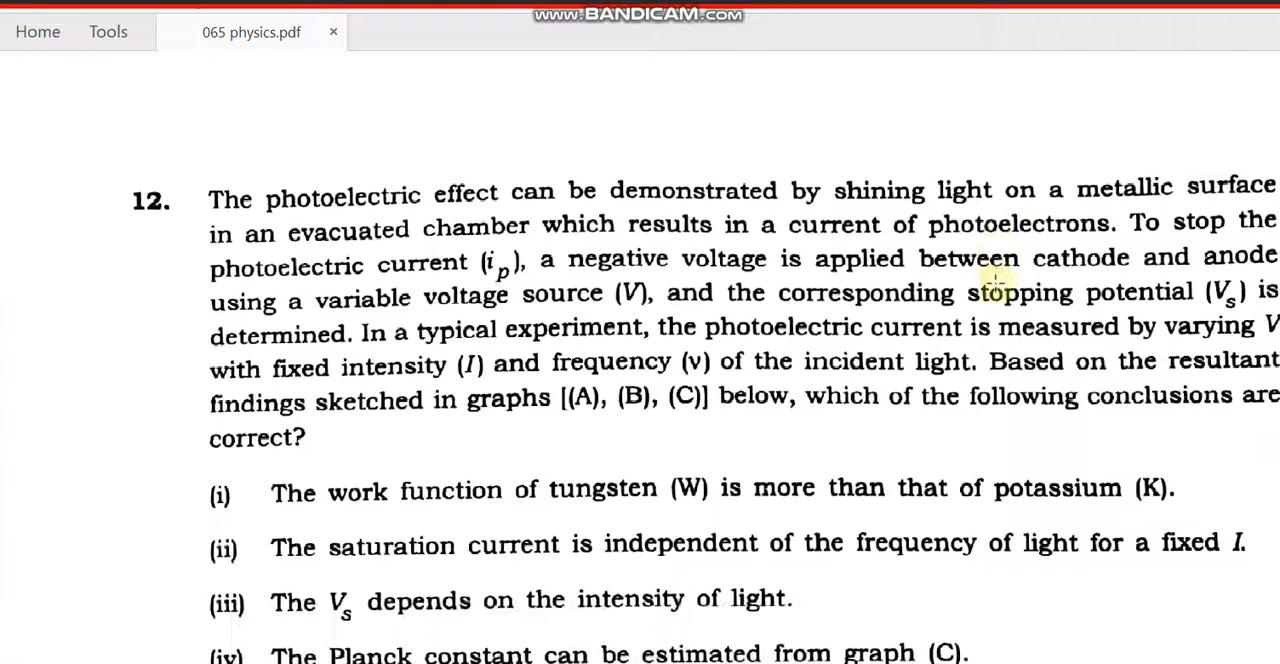 www.BANDICAM.com
Home Tools 065 physics.pdf ×
12. The photoelectric effect can be demonstrated by shining light on a metallic surface
in an evacuated chamber which results in a current of photoelectrons. To stop the
photoelectric current (i_p), a negative voltage is applied between cathode and anode
using a variable voltage source (V), and the corresponding stopping potential (V_s) is
determined. In a typical experiment, the photoelectric current is measured by varying V
with fixed intensity (I) and frequency (ν) of the incident light. Based on the resultant
findings sketched in graphs [(A), (B), (C)] below, which of the following conclusions are
correct?
(i) The work function of tungsten (W) is more than that of potassium (K).
(ii) The saturation current is independent of the frequency of light for a fixed I.
(iii) The V_s depends on the intensity of light.
(iv) The Planck constant can be estimated from graph (C).